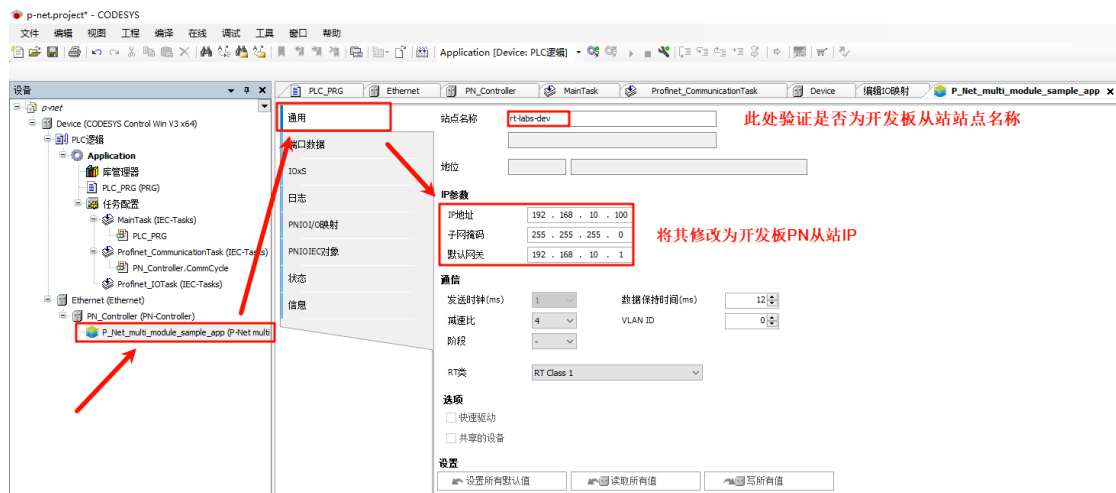 p-net.project* - CODESYS
文件 编辑 视图 工程 编译 在线 调试 工具 窗口 帮助
Application [Device: PLC逻辑]
设备
PLC_PRG Ethernet PN_Controller MainTask Profinet_CommunicationTask Device 编辑IO映射 P_Net_multi_module_sample_app
p-net
Device (CODESYS Control Win V3 x64)
PLC逻辑
Application
库管理器
PLC_PRG (PRG)
任务配置
MainTask (IEC-Tasks)
PLC_PRG
Profinet_CommunicationTask (IEC-Tasks)
PN_Controller.CommCycle
Profinet_IOTask (IEC-Tasks)
Ethernet (Ethernet)
PN_Controller (PN-Controller)
P_Net_multi_module_sample_app (P-Net multi-
通用
端口数据
IOxS
日志
PNIOI/O映射
PNIOIEC对象
状态
信息
站点名称 rt-labs-dev 此处验证是否为开发板从站站点名称
地位
IP参数
IP地址 192 . 168 . 10 . 100
子网掩码 255 . 255 . 255 . 0 将其修改为开发板PN从站IP
默认网关 192 . 168 . 10 . 1
通信
发送时钟(ms) 1 数据保持时间(ms) 12
减速比 4 VLAN ID 0
阶段 -
RT类 RT Class 1
选项
快速驱动
共享的设备
设置
设置所有默认值 读取所有值 写所有值